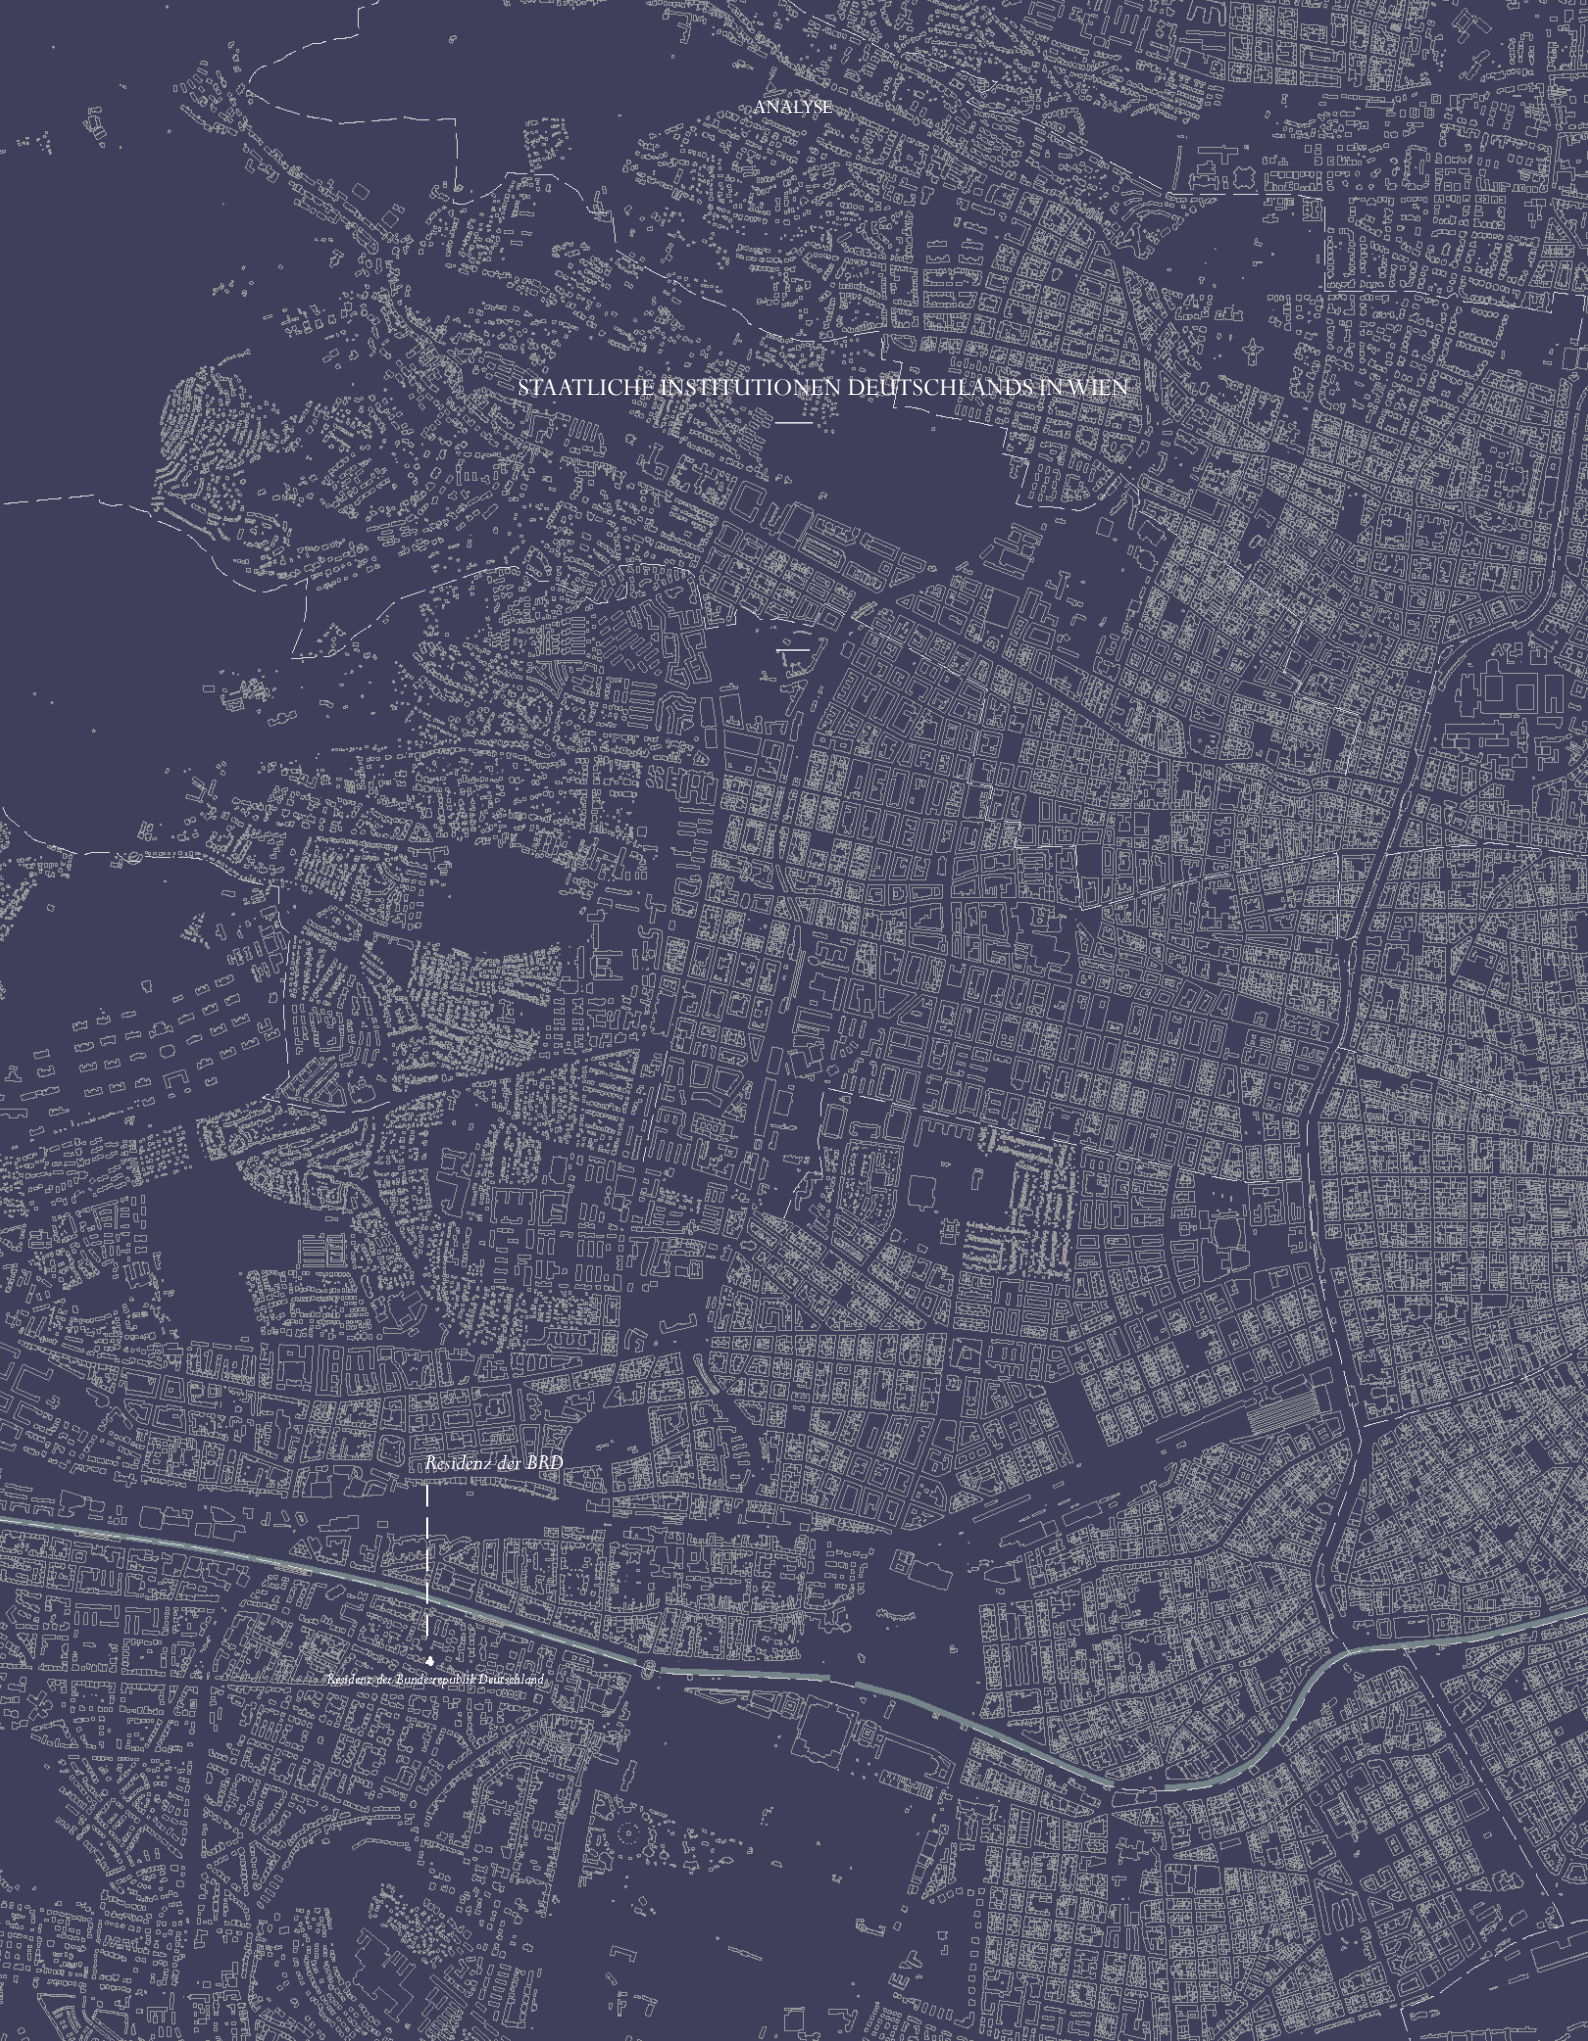 ANALYSE
STAATLICHE INSTITUTIONEN DEUTSCHLANDS IN WIEN
Residenz der BRD
Residenz der Bundesrepublik Deutschland